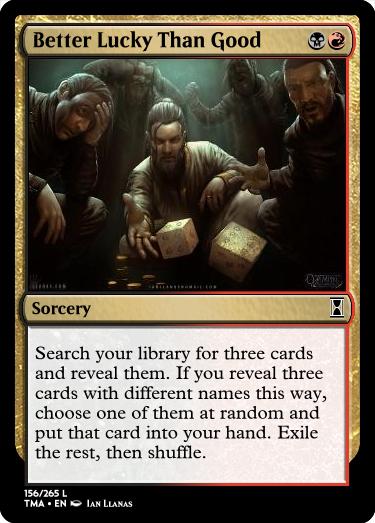 Better Lucky Than Good
Sorcery
Search your library for three cards
and reveal them. If you reveal three
cards with different names this way,
choose one of them at random and
put that card into your hand. Exile
the rest, then shuffle.
156/265 L
TMA • EN Ian Llanas